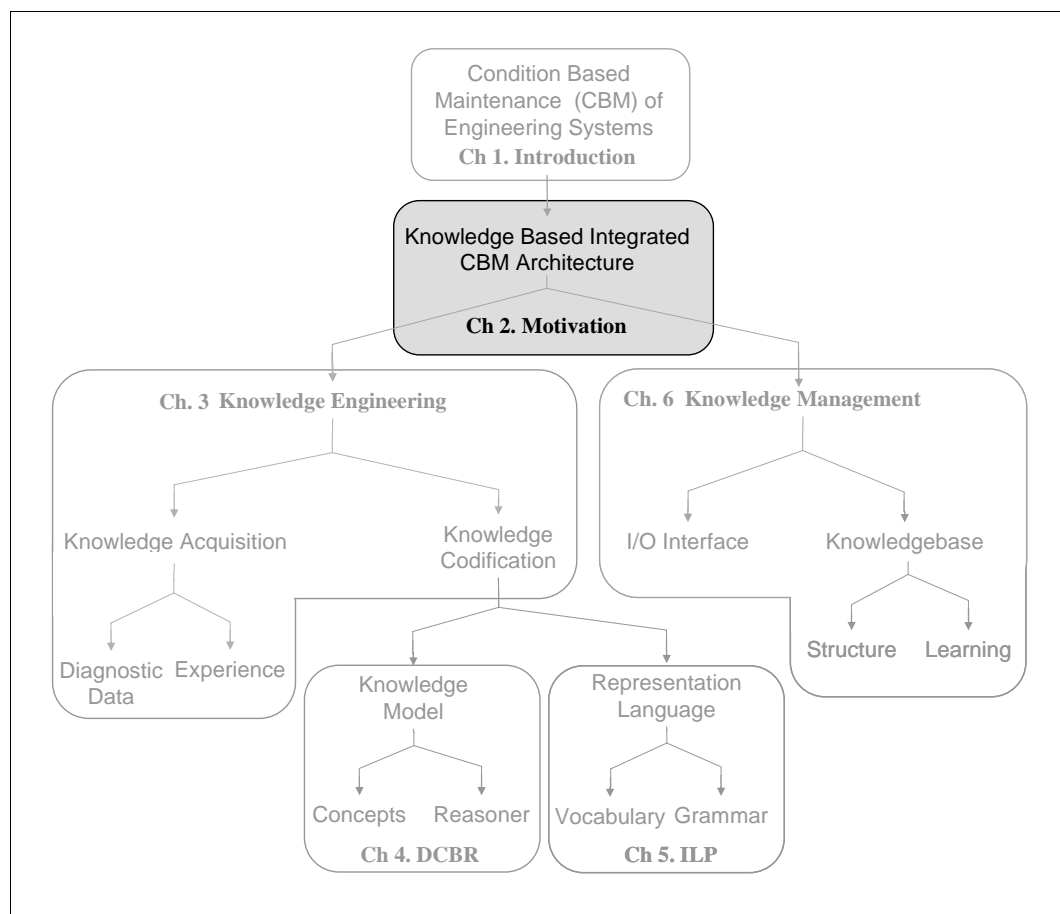 Condition Based
Maintenance (CBM) of
Engineering Systems
Ch 1. Introduction
Knowledge Based Integrated
CBM Architecture
Ch 2. Motivation
Ch. 3 Knowledge Engineering
Ch. 6 Knowledge Management
Knowledge Acquisition
Knowledge
Codification
I/O Interface
Knowledgebase
Diagnostic
Data
Experience
Structure
Learning
Knowledge
Model
Representation
Language
Concepts
Reasoner
Vocabulary
Grammar
Ch 4. DCBR
Ch 5. ILP